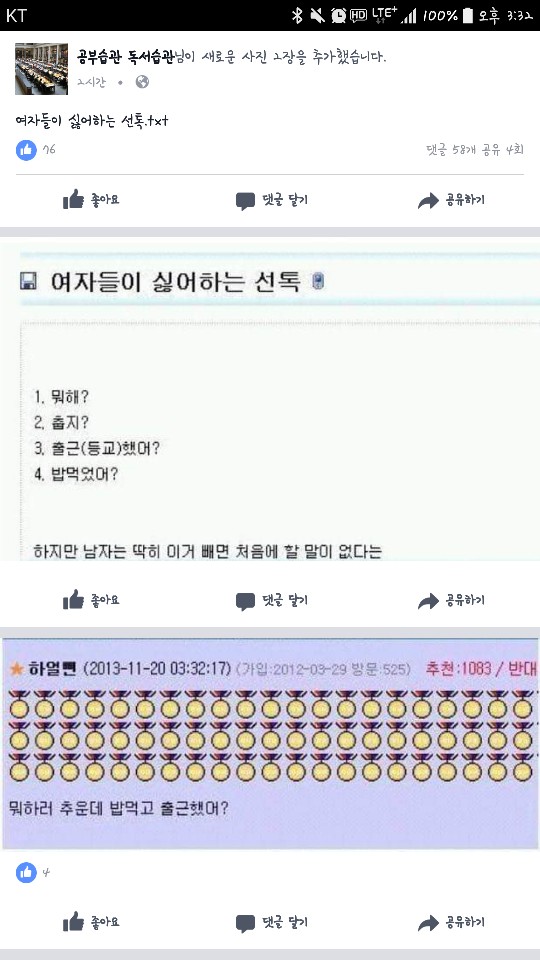 KT HD LTE+ 100% 오후 3:32
공부습관 독서습관님이 새로운 사진 2장을 추가했습니다.
2시간
여자들이 싫어하는 선톡.txt
76 댓글 58개 공유 4회
좋아요 댓글 달기 공유하기
여자들이 싫어하는 선톡
1. 뭐해?
2. 춥지?
3. 출근(등교)했어?
4. 밥먹었어?
하지만 남자는 딱히 이거 빼면 처음에 할 말이 없다는
좋아요 댓글 달기 공유하기
하얼삔 (2013-11-20 03:32:17) (가입:2012-03-29 방문:525) 추천:1083 / 반대
뭐하러 추운데 밥먹고 출근했어?
4
좋아요 댓글 달기 공유하기